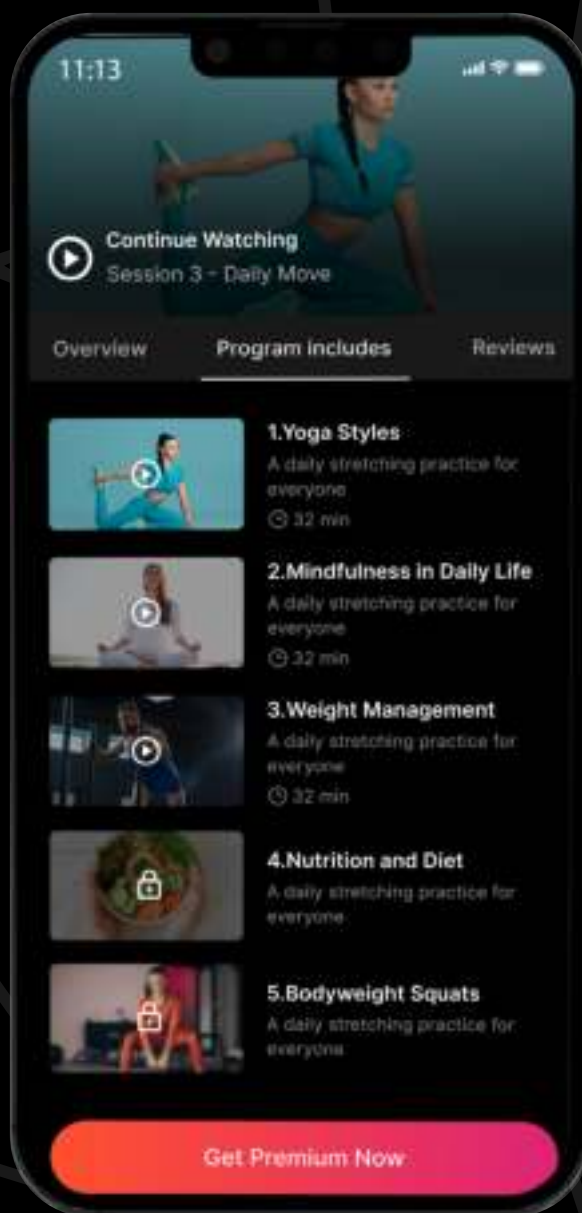 11:13
Continue Watching
Session 3 - Daily Move
Overview
Program includes
Reviews
1.Yoga Styles
A daily stretching practice for
everyone
32 min
2.Mindfulness in Daily Life
A daily stretching practice for
everyone
32 min
3.Weight Management
A daily stretching practice for
everyone
32 min
4.Nutrition and Diet
A daily stretching practice for
everyone
5.Bodyweight Squats
A daily stretching practice for
everyone
Get Premium Now